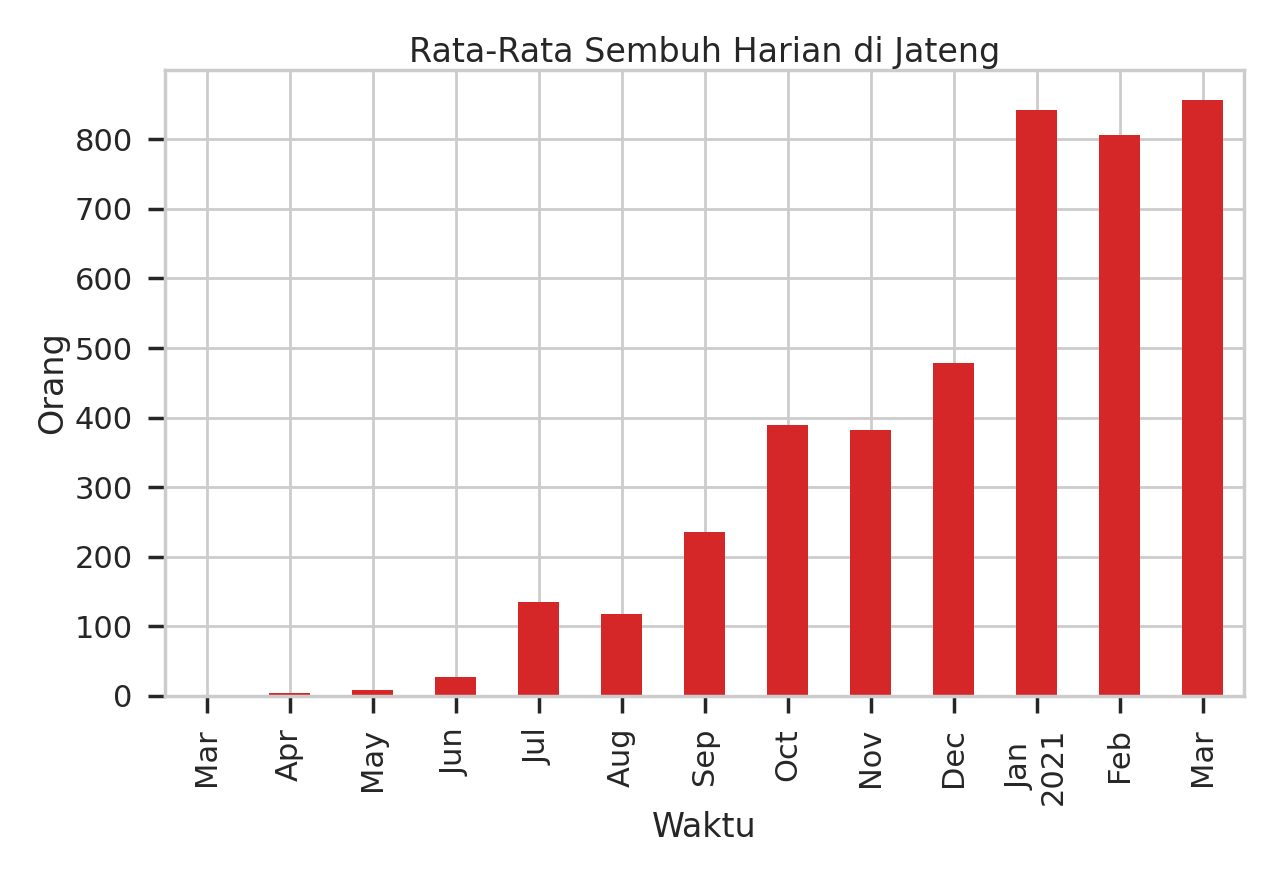 Rata-Rata Sembuh Harian di Jateng
Orang
800
700
600
500
400
300
200
100
0
Mar
Apr
May
Jun
Jul
Aug
Sep
Oct
Nov
Dec
Jan
2021
Feb
Mar
Waktu